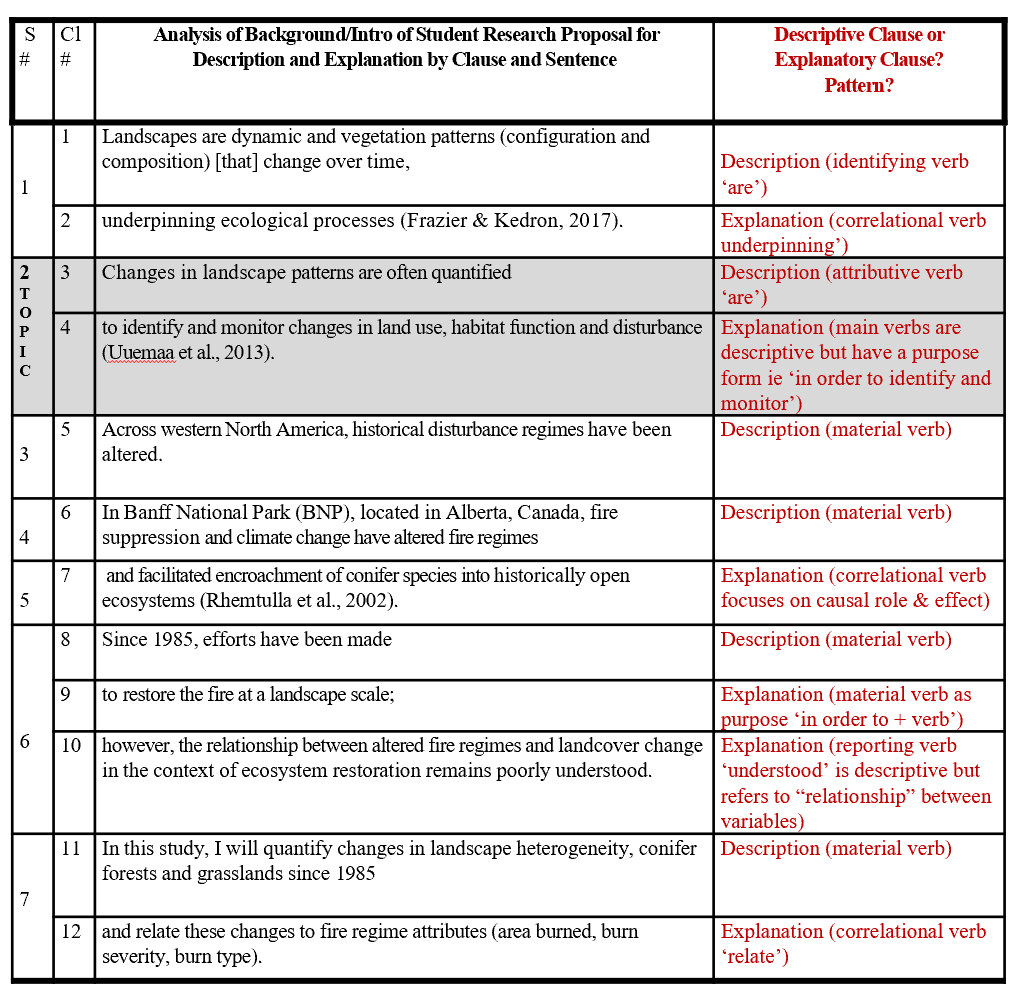 S
#
Cl
#
Analysis of Background/Intro of Student Research Proposal for
Description and Explanation by Clause and Sentence
Descriptive Clause or
Explanatory Clause?
Pattern?
1
1
Landscapes are dynamic and vegetation patterns (configuration and
composition) [that] change over time,
Description (identifying verb
‘are’)
2
underpinning ecological processes (Frazier & Kedron, 2017).
Explanation (correlational verb
underpinning’)
2
T
O
P
I
C
3
Changes in landscape patterns are often quantified
Description (attributive verb
‘are’)
4
to identify and monitor changes in land use, habitat function and disturbance
(Uuemaa et al., 2013).
Explanation (main verbs are
descriptive but have a purpose
form ie ‘in order to identify and
monitor’)
3
5
Across western North America, historical disturbance regimes have been
altered.
Description (material verb)
4
6
In Banff National Park (BNP), located in Alberta, Canada, fire
suppression and climate change have altered fire regimes
Description (material verb)
5
7
and facilitated encroachment of conifer species into historically open
ecosystems (Rhemtulla et al., 2002).
Explanation (correlational verb
focuses on causal role & effect)
6
8
Since 1985, efforts have been made
Description (material verb)
9
to restore the fire at a landscape scale;
Explanation (material verb as
purpose ‘in order to + verb’)
10
however, the relationship between altered fire regimes and landcover change
in the context of ecosystem restoration remains poorly understood.
Explanation (reporting verb
‘understood’ is descriptive but
refers to “relationship” between
variables)
7
11
In this study, I will quantify changes in landscape heterogeneity, conifer
forests and grasslands since 1985
Description (material verb)
12
and relate these changes to fire regime attributes (area burned, burn
severity, burn type).
Explanation (correlational verb
‘relate’)